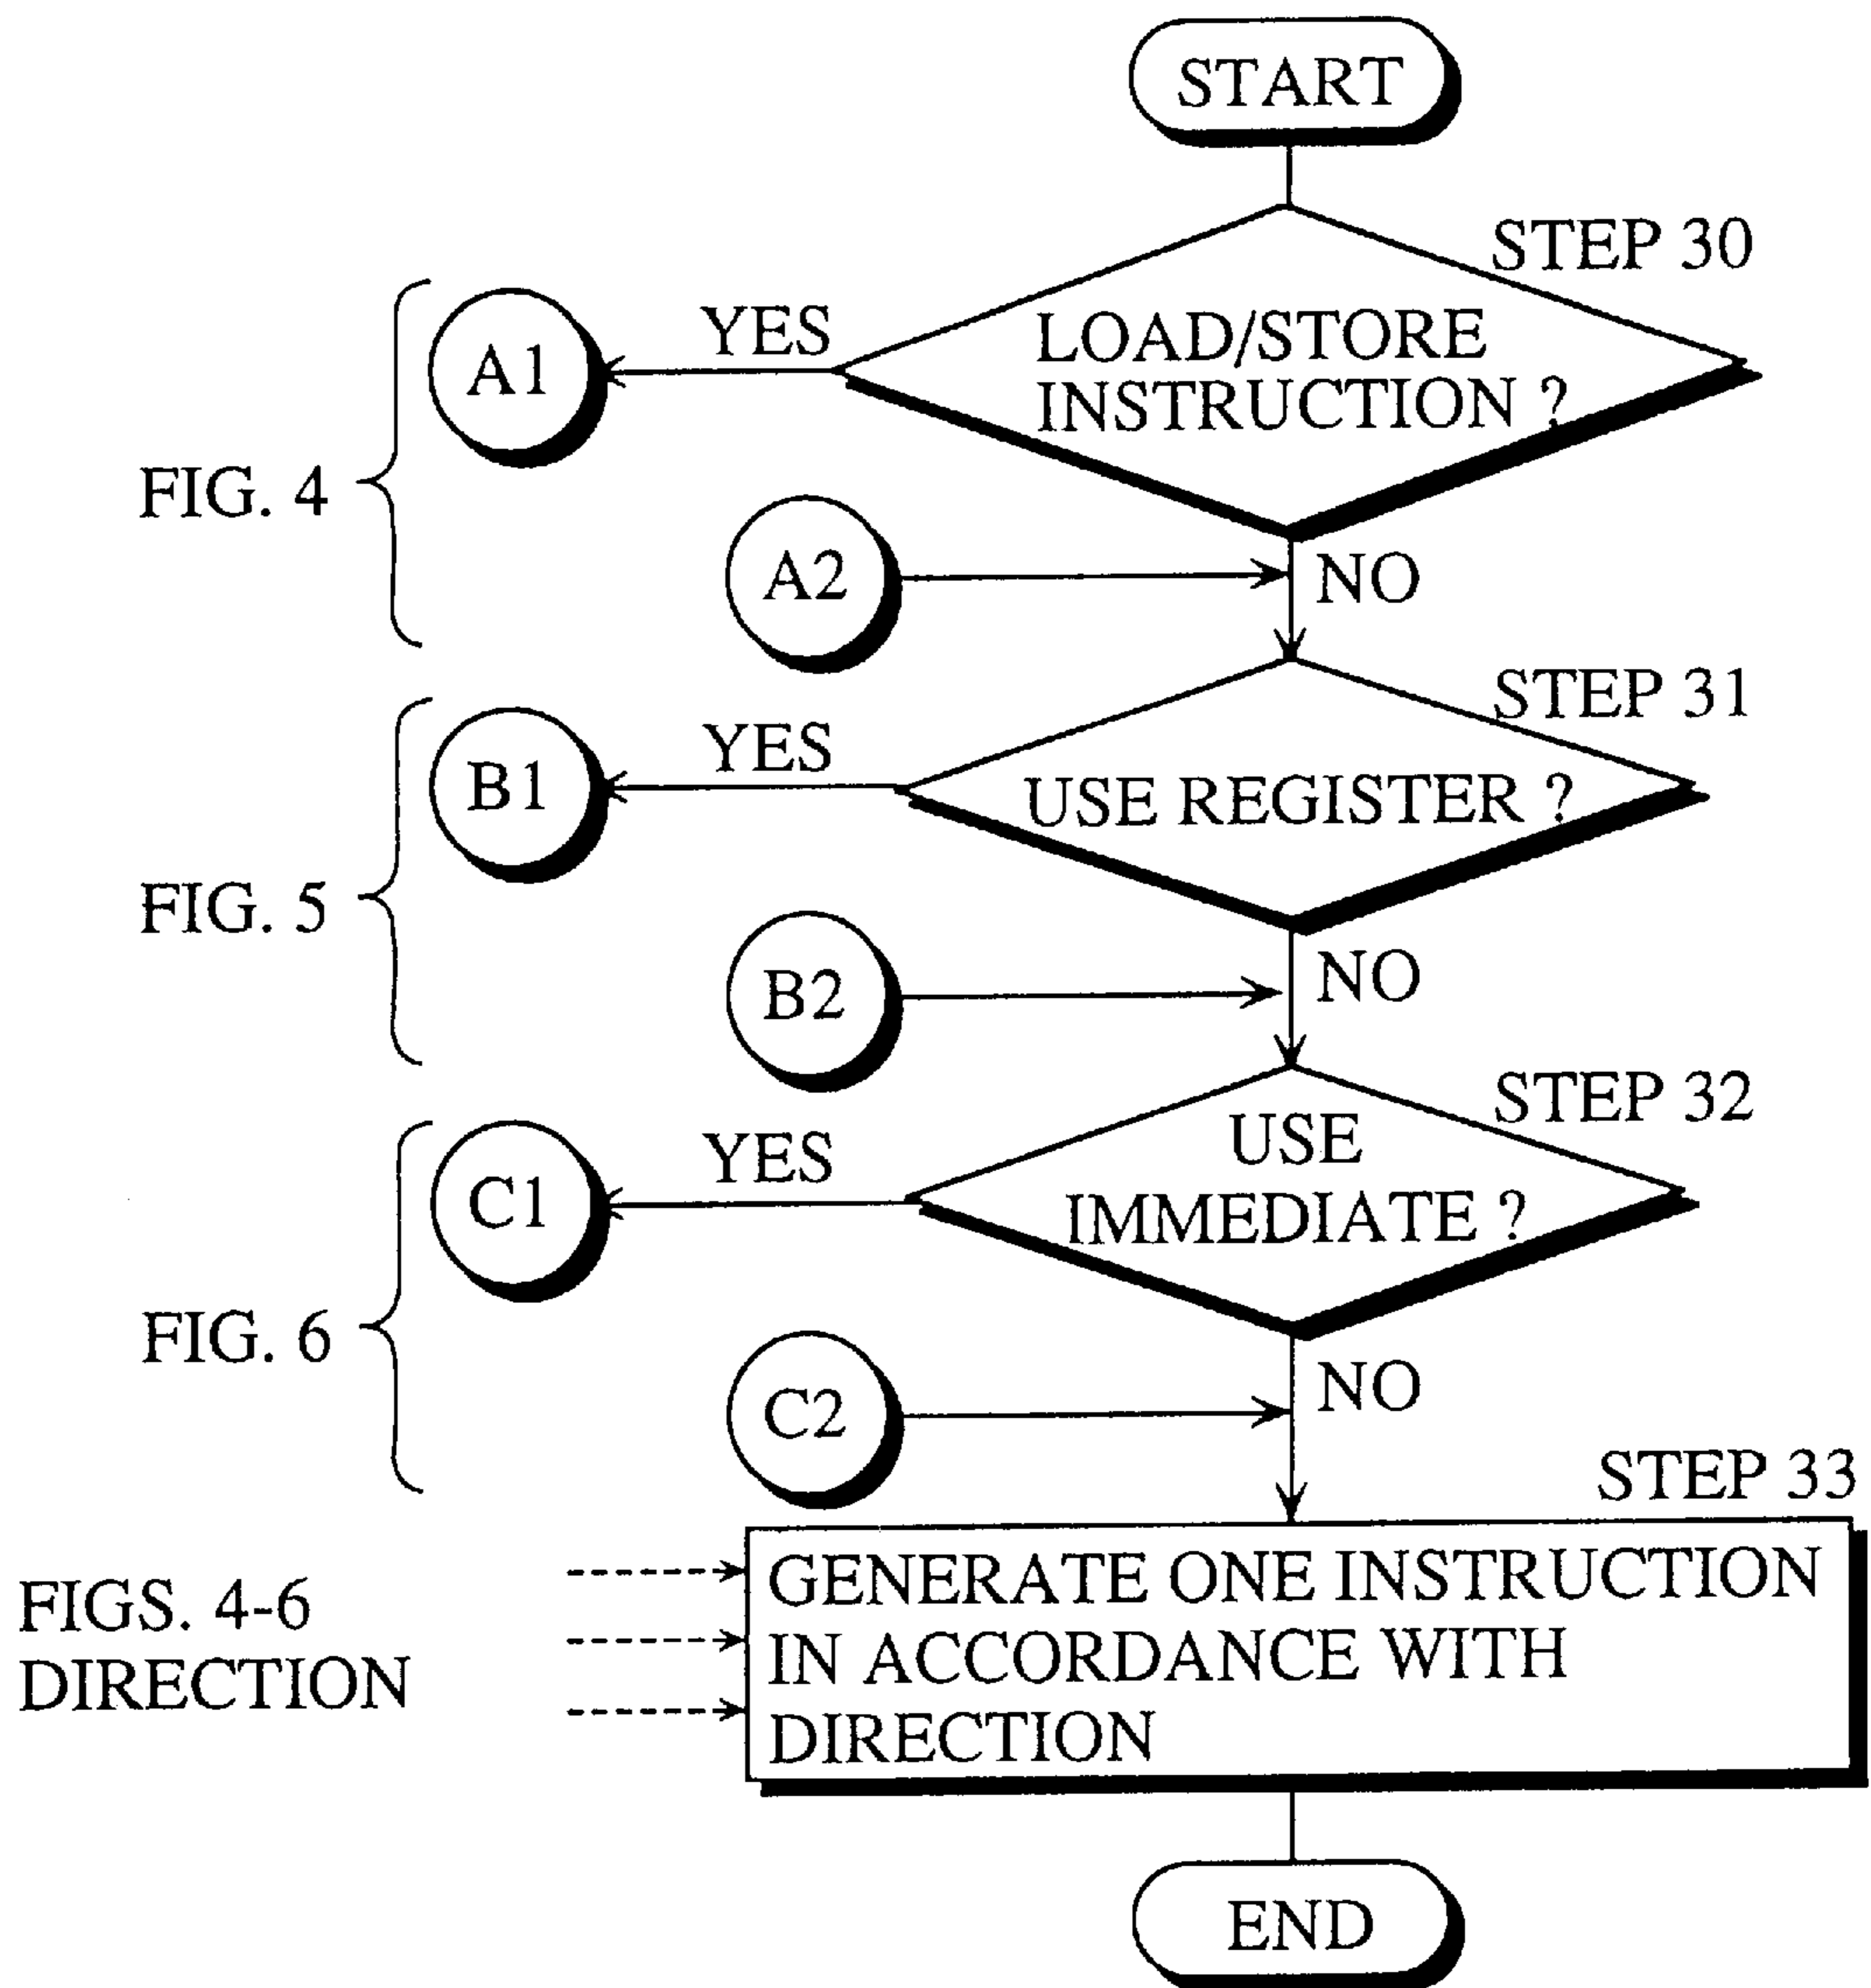 START
STEP 30
LOAD/STORE
INSTRUCTION ?
YES
A1
FIG. 4
A2
NO
STEP 31
USE REGISTER ?
YES
B1
FIG. 5
B2
NO
STEP 32
USE
IMMEDIATE ?
YES
C1
FIG. 6
C2
NO
STEP 33
GENERATE ONE INSTRUCTION
IN ACCORDANCE WITH
DIRECTION
FIGS. 4-6
DIRECTION
END